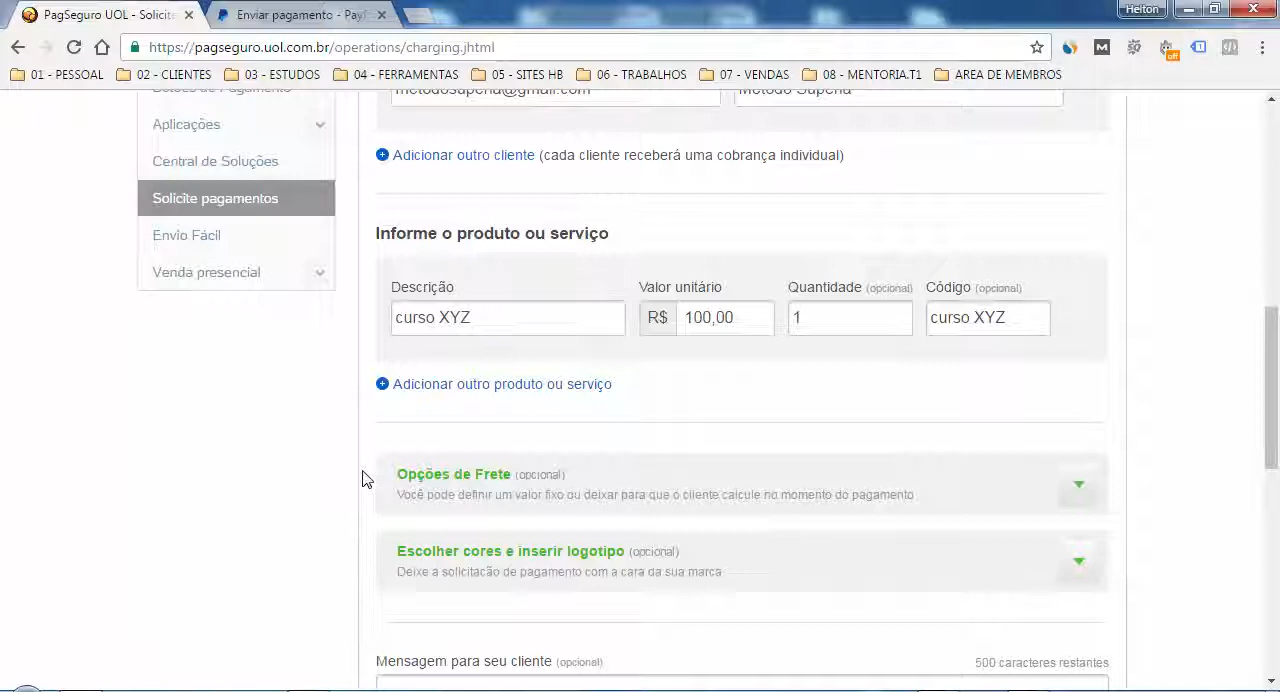 PagSeguro UOL - Solicit
Enviar pagamento - Pay
Helton
https://pagseguro.uol.com.br/operations/charging.jhtml
01 - PESSOAL
02 - CLIENTES
03 - ESTUDOS
04 - FERRAMENTAS
05 - SITES HB
06 - TRABALHOS
07 - VENDAS
08 - MENTORIA.T1
AREA DE MEMBROS
off
metodosuperia@gmail.com
Aplicações
Central de Soluções
Solicite pagamentos
Envio Fácil
Venda presencial
Adicionar outro cliente (cada cliente receberá uma cobrança individual)
Informe o produto ou serviço
Descrição
Valor unitário
Quantidade (opcional)
Código (opcional)
curso XYZ
R$ 100,00
1
curso XYZ
Adicionar outro produto ou serviço
Opções de Frete (opcional)
Você pode definir um valor fixo ou deixar para que o cliente calcule no momento do pagamento
Escolher cores e inserir logotipo (opcional)
Deixe a solicitação de pagamento com a cara da sua marca
Mensagem para seu cliente (opcional)
500 caracteres restantes